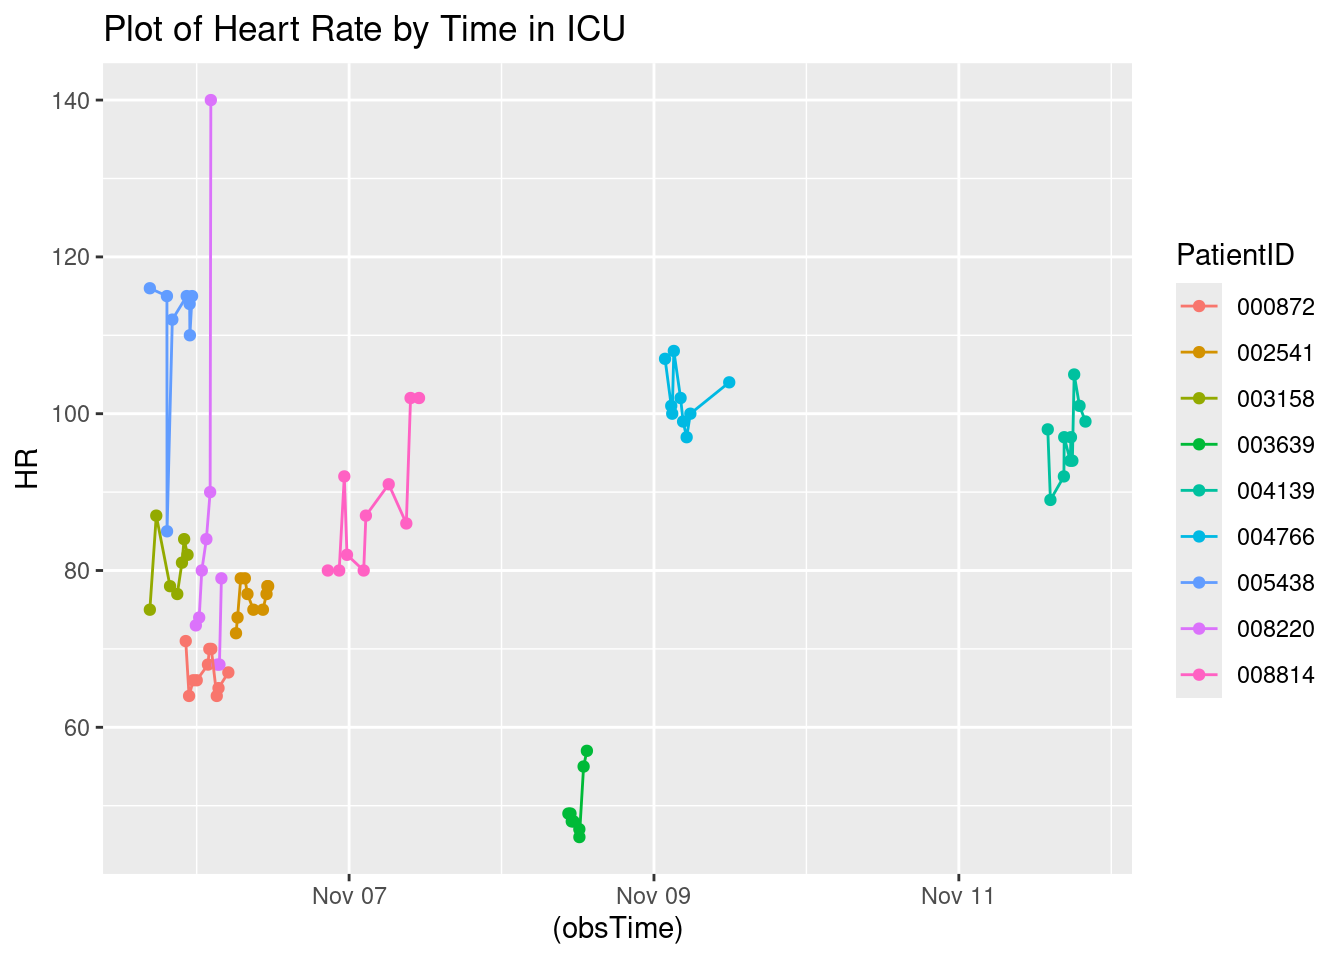 Plot of Heart Rate by Time in ICU
140
120
100
80
60
HR
Nov 07
Nov 09
Nov 11
(obsTime)
PatientID
000872
002541
003158
003639
004139
004766
005438
008220
008814